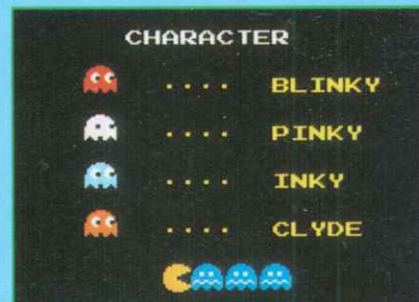 CHARACTER
.... BLINKY
.... PINKY
.... INKY
.... CLYDE